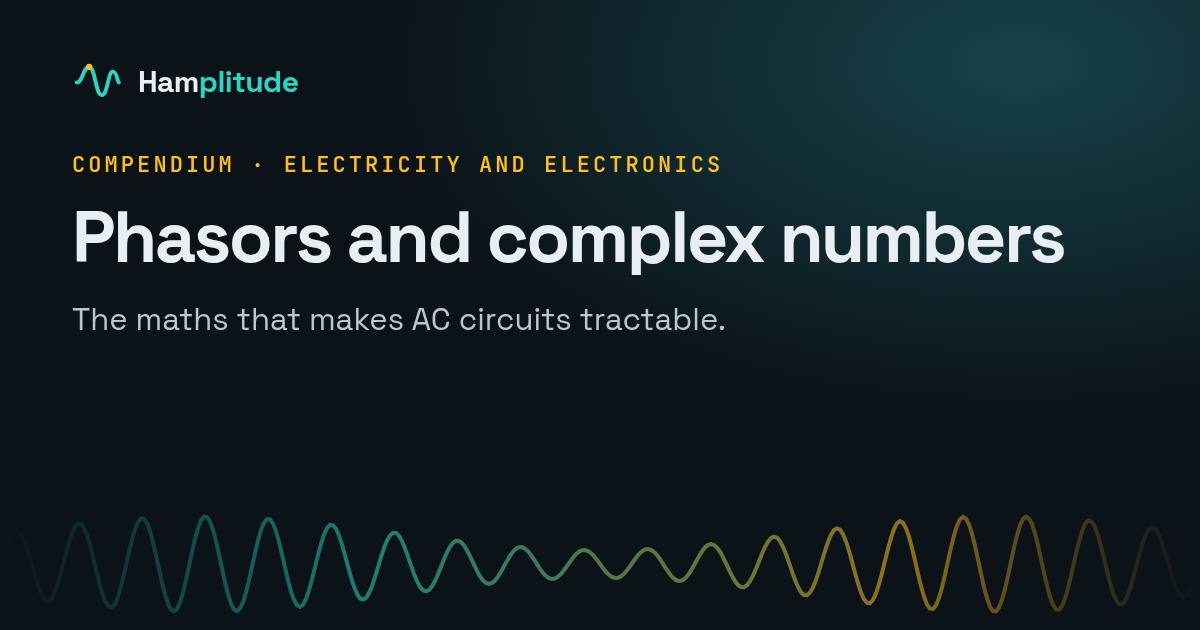 Hamplitude
COMPENDIUM · ELECTRICITY AND ELECTRONICS
Phasors and complex numbers
The maths that makes AC circuits tractable.